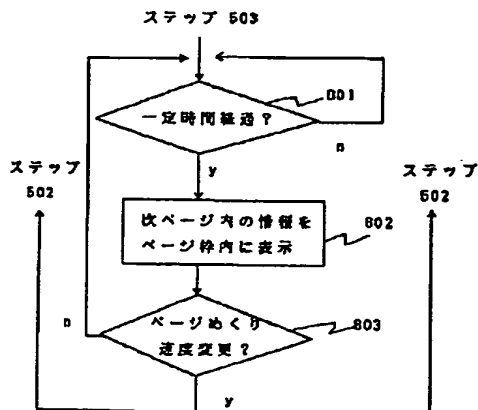 ステップ 503
801
一定時間経過?
n
y
ステップ
502
ステップ
502
次ページ内の情報を
ページ枠内に表示
802
n
ページめくり
速度変更?
803
y